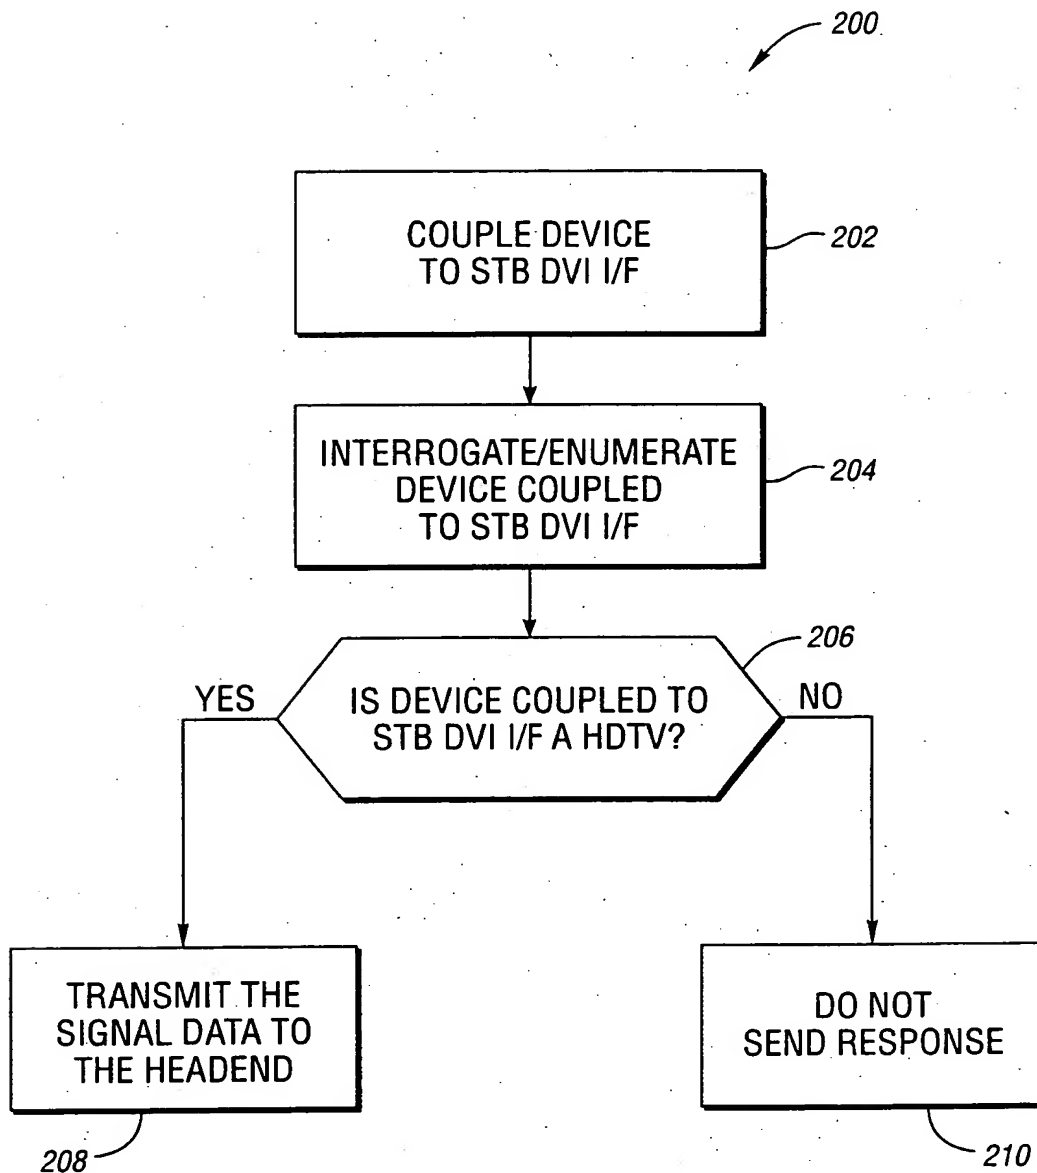 200
COUPLE DEVICE
TO STB DVI I/F
202
INTERROGATE/ENUMERATE
DEVICE COUPLED
TO STB DVI I/F
204
206
YES
IS DEVICE COUPLED TO
STB DVI I/F A HDTV?
NO
TRANSMIT THE
SIGNAL DATA TO
THE HEADEND
DO NOT
SEND RESPONSE
208
210